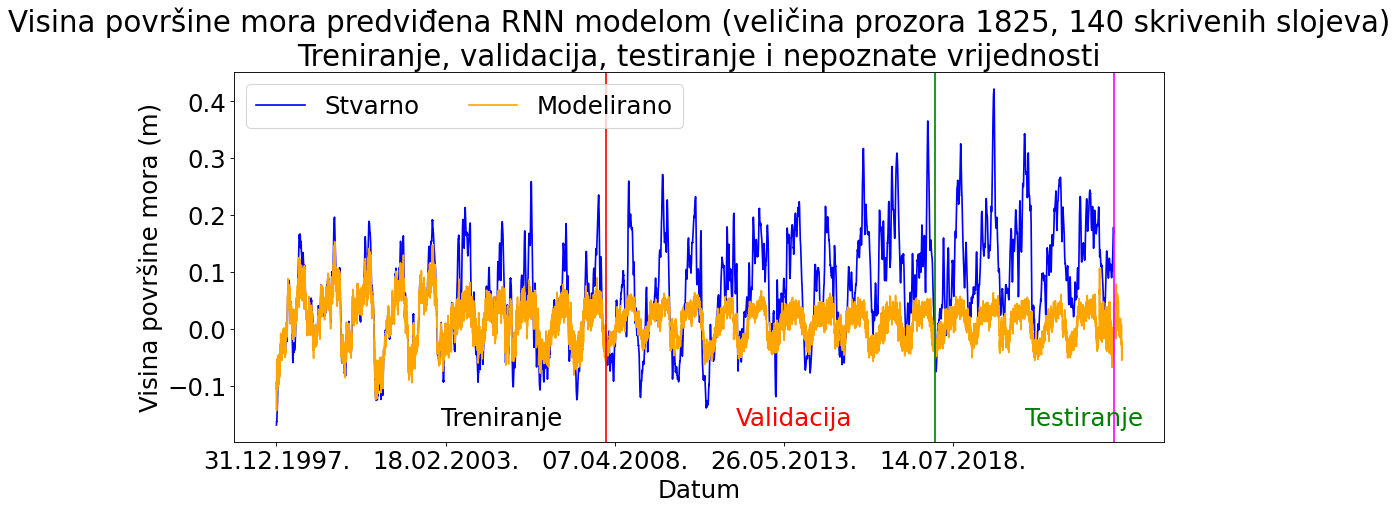 Visina površine mora predviđena RNN modelom (veličina prozora 1825, 140 skrivenih slojeva)
Treniranje, validacija, testiranje i nepoznate vrijednosti
Stvarno
Modelirano
Visina površine mora (m)
0.4
0.3
0.2
0.1
0.0
−0.1
Treniranje
Validacija
Testiranje
31.12.1997.
18.02.2003.
07.04.2008.
26.05.2013.
14.07.2018.
Datum